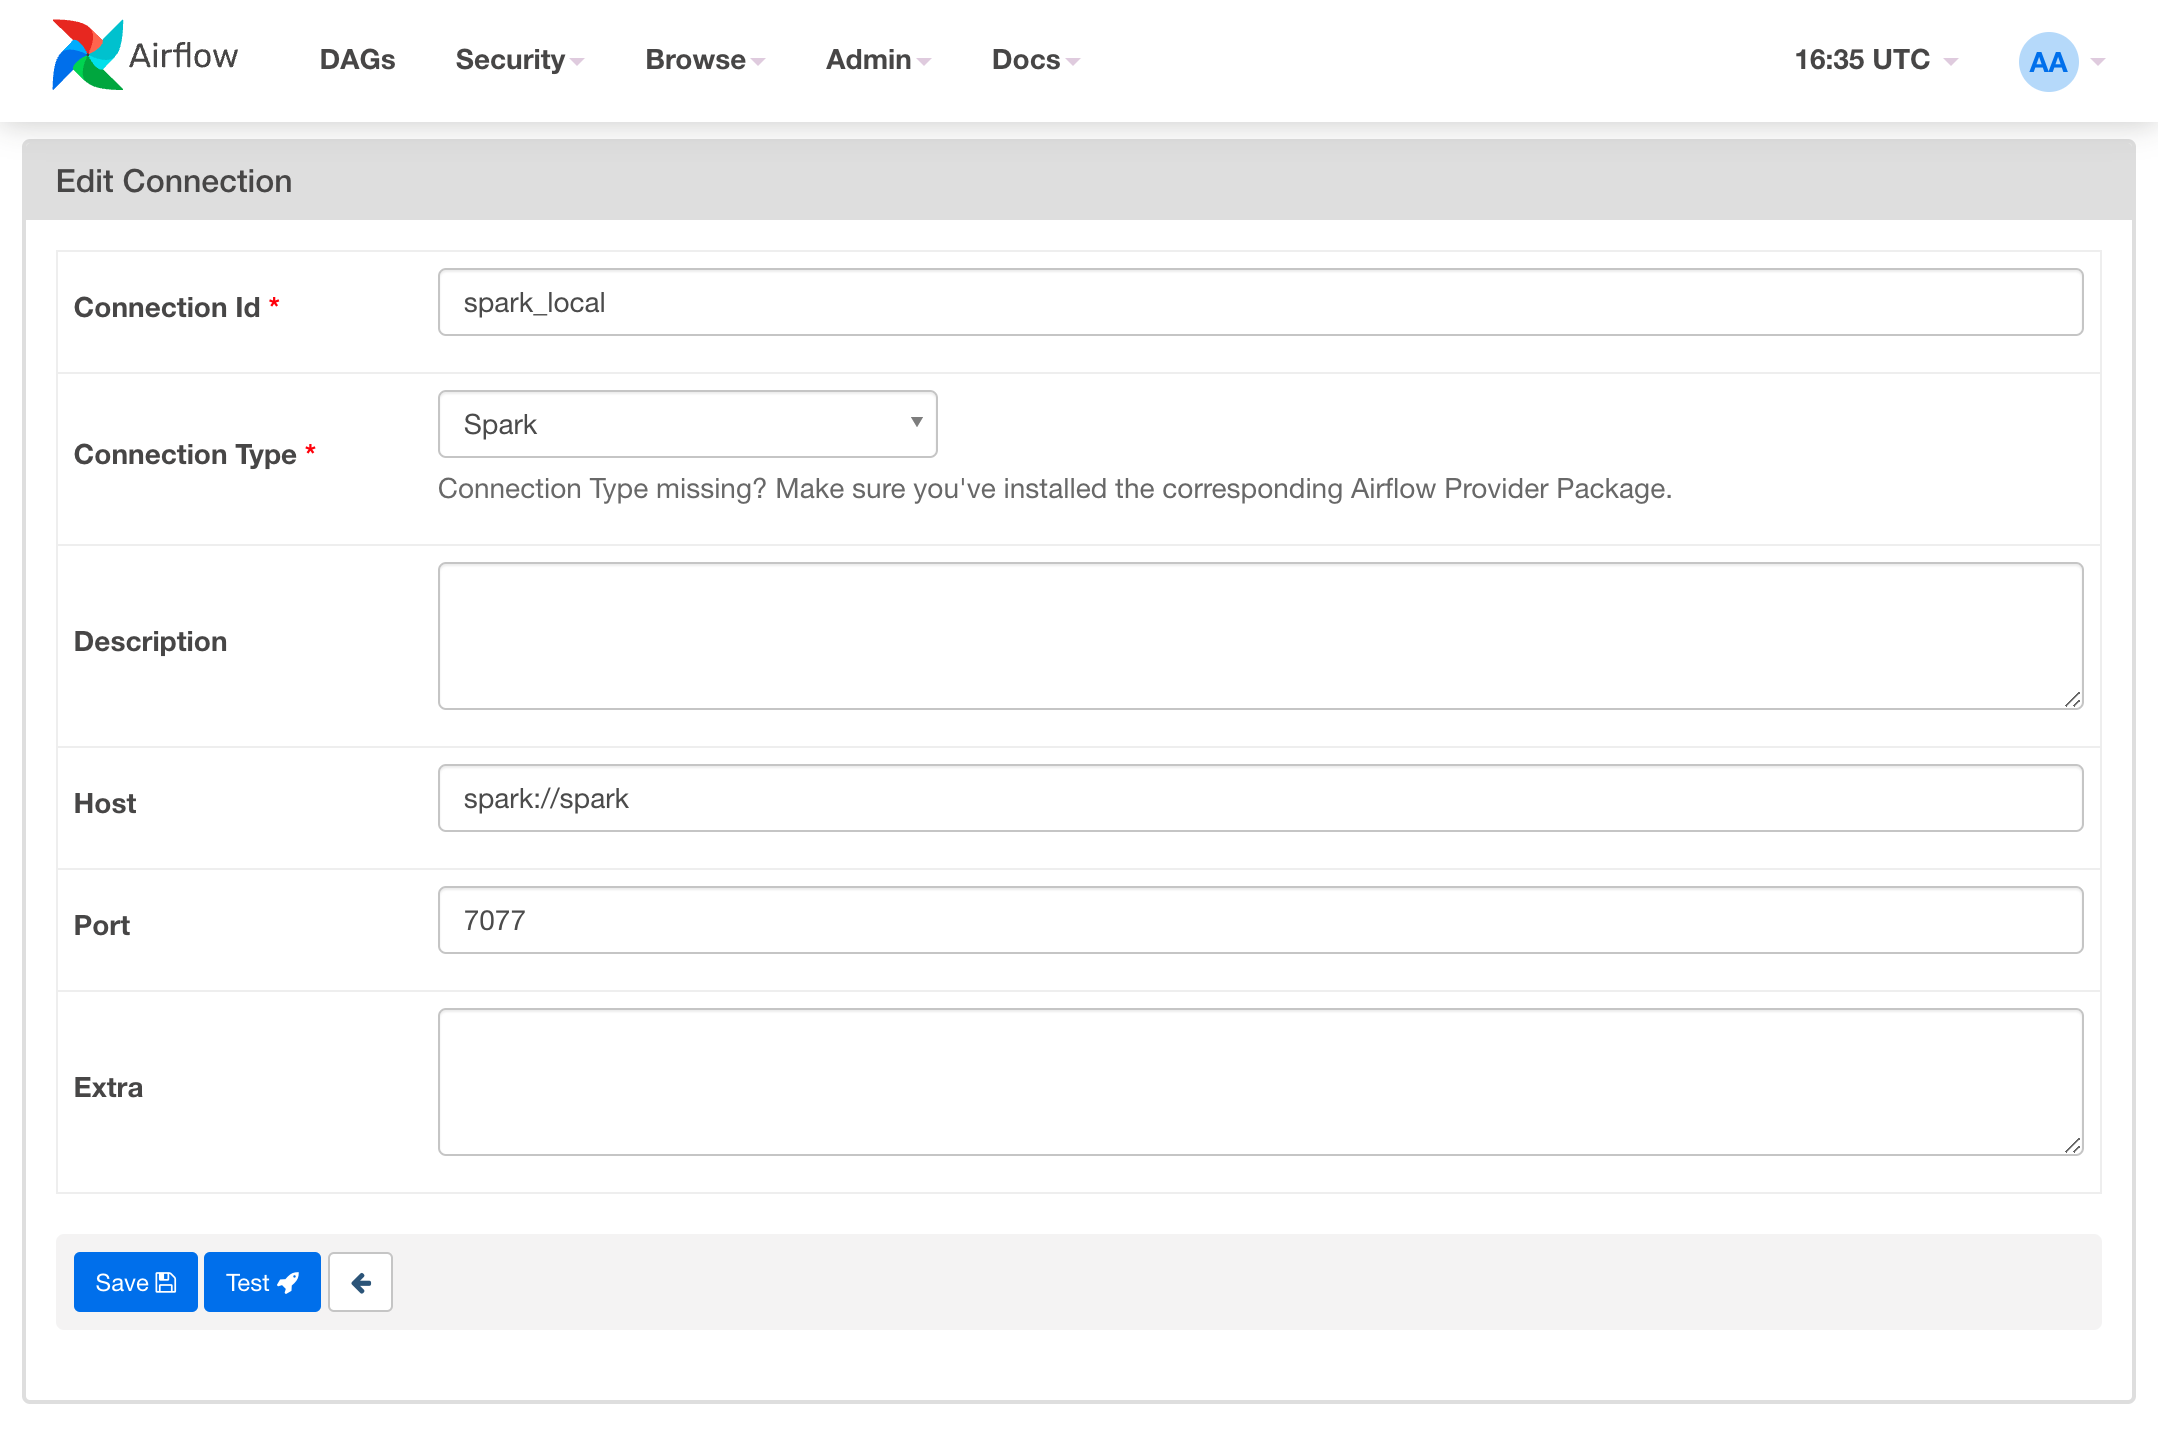 Airflow DAGs Security Browse Admin Docs 16:35 UTC AA
Edit Connection
Connection Id * spark_local
Connection Type * Spark
Connection Type missing? Make sure you've installed the corresponding Airflow Provider Package.
Description
Host spark://spark
Port 7077
Extra
Save Test